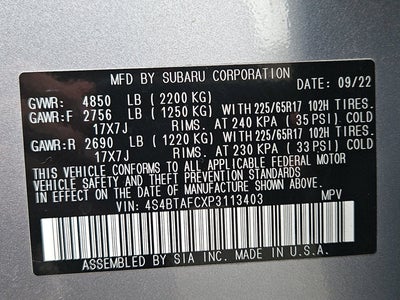 MFD BY SUBARU CORPORATION
DATE: 09/22
GVWR: 4850 LB (2200 KG)
GAWR:F 2756 LB (1250 KG) WITH 225/65R17 102H TIRES.
17X7J RIMS. AT 240 KPA (35 PSI) COLD
GAWR:R 2690 LB (1220 KG) WITH 225/65R17 102H TIRES.
17X7J RIMS. AT 230 KPA (33 PSI) COLD
THIS VEHICLE CONFORMS TO ALL APPLICABLE FEDERAL MOTOR
VEHICLE SAFETY AND THEFT PREVENTION STANDARDS
IN EFFECT ON THE DATE OF MANUFACTURE SHOWN ABOVE.
VIN: 4S4BTAFCXP3113403 MPV
ASSEMBLED BY SIA INC. MADE IN U.S.A.